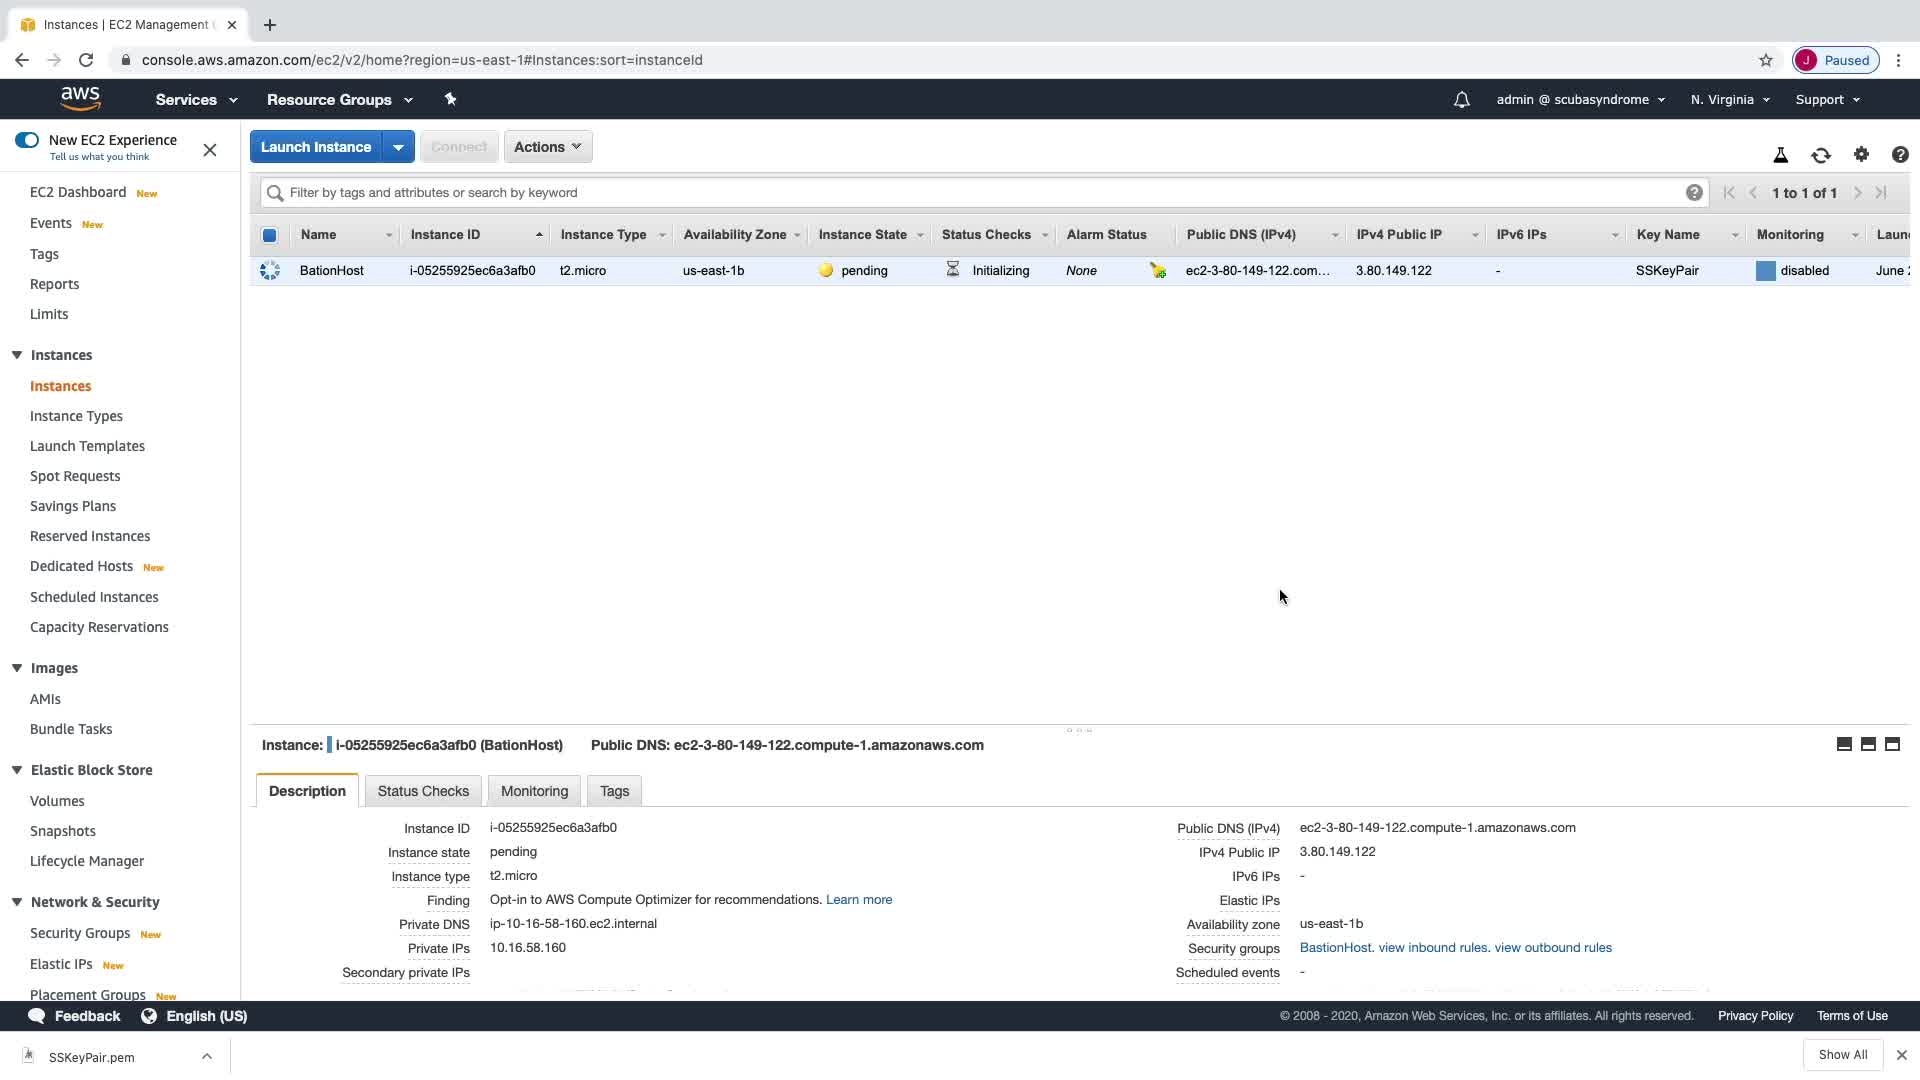 Instances | EC2 Management
console.aws.amazon.com/ec2/v2/home?region=us-east-1#Instances:sort=instanceId
J Paused
aws Services Resource Groups admin @ scubasyndrome N. Virginia Support
New EC2 Experience
Tell us what you think
Launch Instance Connect Actions
Filter by tags and attributes or search by keyword
1 to 1 of 1
Name Instance ID Instance Type Availability Zone Instance State Status Checks Alarm Status Public DNS (IPv4) IPv4 Public IP IPv6 IPs Key Name Monitoring
BationHost i-05255925ec6a3afb0 t2.micro us-east-1b pending Initializing None ec2-3-80-149-122.com... 3.80.149.122 - SSKeyPair disabled June
EC2 Dashboard New
Events New
Tags
Reports
Limits
Instances
Instances
Instance Types
Launch Templates
Spot Requests
Savings Plans
Reserved Instances
Dedicated Hosts New
Scheduled Instances
Capacity Reservations
Images
AMIs
Bundle Tasks
Elastic Block Store
Volumes
Snapshots
Lifecycle Manager
Network & Security
Security Groups New
Elastic IPs New
Placement Groups New
Instance: i-05255925ec6a3afb0 (BationHost) Public DNS: ec2-3-80-149-122.compute-1.amazonaws.com
Description Status Checks Monitoring Tags
Instance ID i-05255925ec6a3afb0
Instance state pending
Instance type t2.micro
Finding Opt-in to AWS Compute Optimizer for recommendations. Learn more
Private DNS ip-10-16-58-160.ec2.internal
Private IPs 10.16.58.160
Secondary private IPs
Public DNS (IPv4) ec2-3-80-149-122.compute-1.amazonaws.com
IPv4 Public IP 3.80.149.122
IPv6 IPs -
Elastic IPs
Availability zone us-east-1b
Security groups BastionHost. view inbound rules. view outbound rules
Scheduled events -
Feedback English (US)
© 2008 - 2020, Amazon Web Services, Inc. or its affiliates. All rights reserved. Privacy Policy Terms of Use
SSKeyPair.pem
Show All